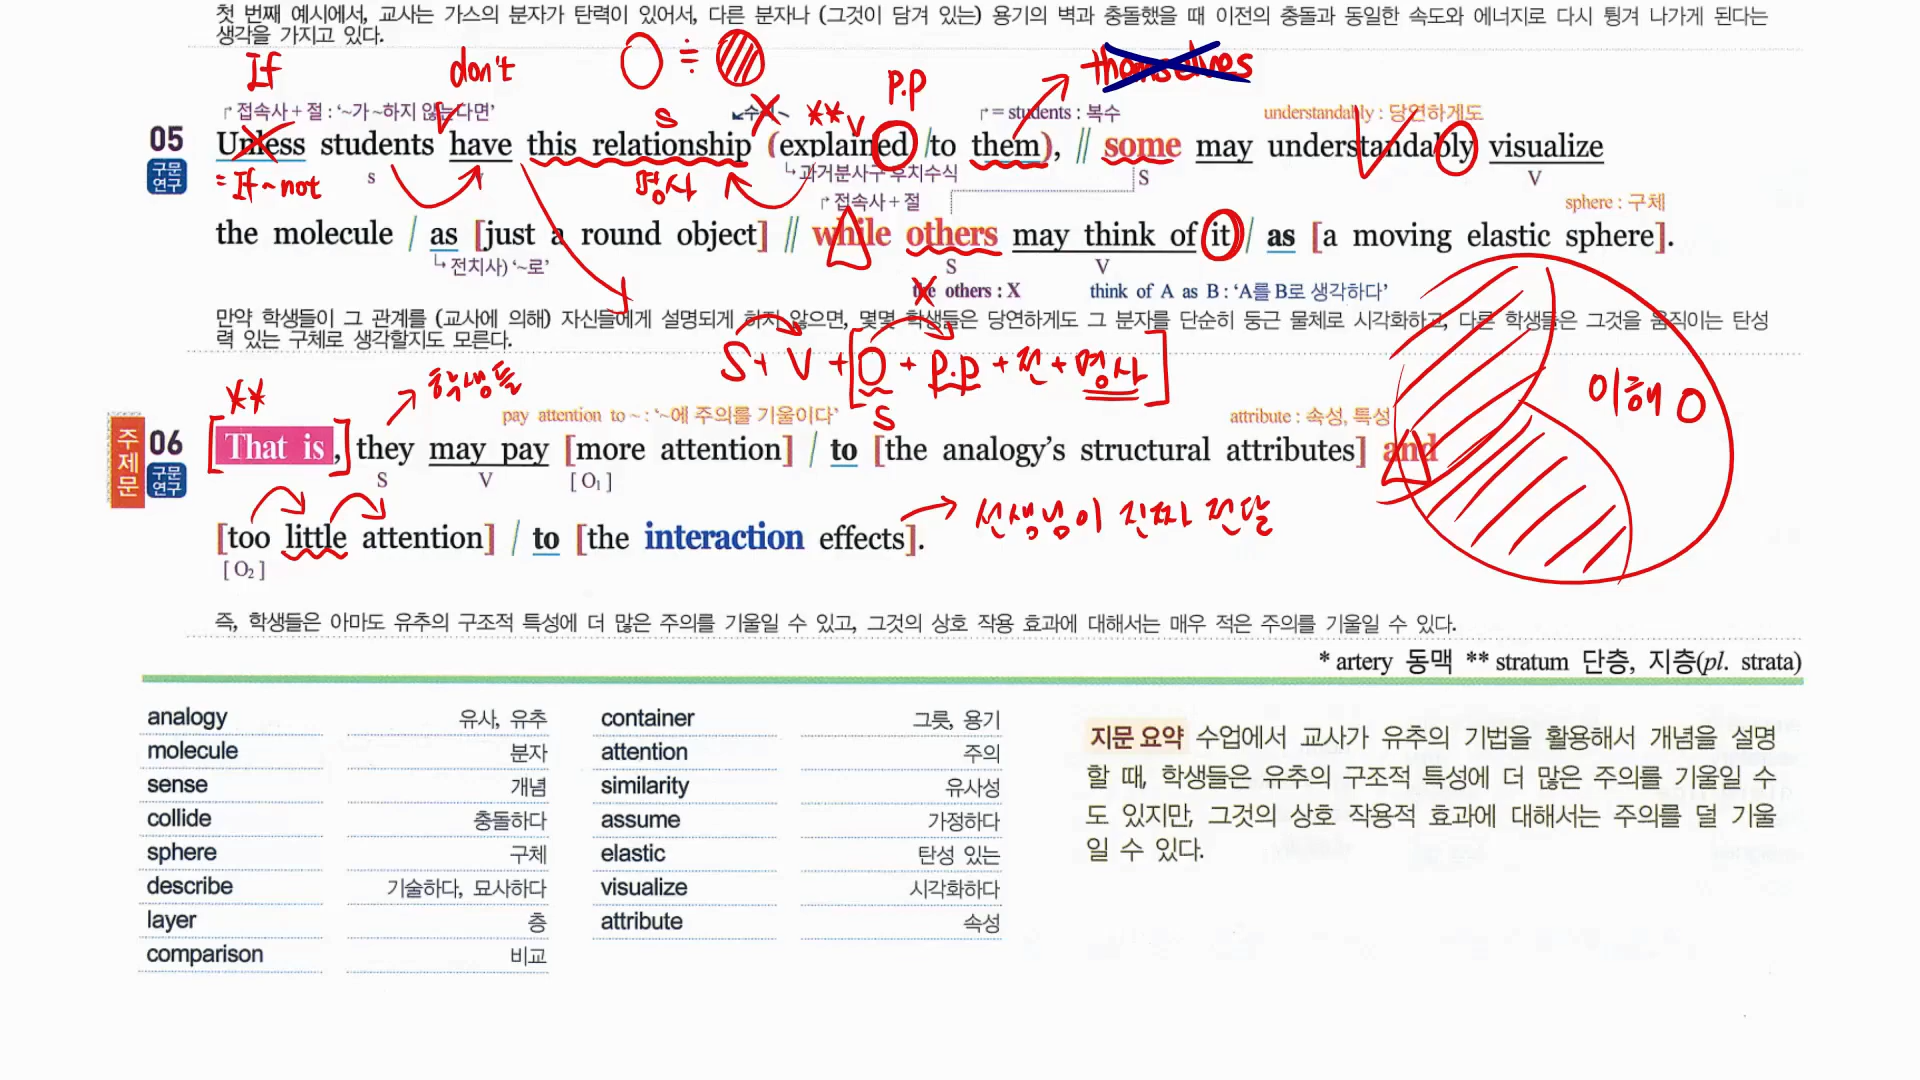 첫 번째 예시에서, 교사는 가스의 분자가 탄력이 있어서, 다른 분자나 (그것이 담겨 있는) 용기의 벽과 충돌했을 때 이전의 충돌과 동일한 속도와 에너지로 다시 튕겨 나가게 된다는
생각을 가지고 있다.
If don't O ≒ themselves
p.p
접속사 + 절 : '~가 ~하지 않는다면' S ** v = students : 복수 understandably : 당연하게도
05 Unless students have this relationship (explained / to them), // some may understandably visualize
구문연구
= If ~ not s 명사 과거분사구 후치수식 S V
접속사 + 절 sphere : 구체
the molecule / as [just a round object] // while others may think of it / as [a moving elastic sphere].
전치사) '~로' S V
the others : X think of A as B : 'A를 B로 생각하다'
만약 학생들이 그 관계를 (교사에 의해) 자신들에게 설명되게 하지 않으면, 몇몇 학생들은 당연하게도 그 분자를 단순히 둥근 물체로 시각화하고, 다른 학생들은 그것을 움직이는 탄성
력 있는 구체로 생각할지도 모른다.
S + V + [O + p.p + 전 + 명사]
S
이해 O
** 학생들
pay attention to ~ : '~에 주의를 기울이다' attribute : 속성, 특성
주제문 06 That is, they may pay [more attention] / to [the analogy's structural attributes] and
구문연구
S V [ O₁ ]
[too little attention] / to [the interaction effects]. 선생님이 진짜 전달
[ O₂ ]
즉, 학생들은 아마도 유추의 구조적 특성에 더 많은 주의를 기울일 수 있고, 그것의 상호 작용 효과에 대해서는 매우 적은 주의를 기울일 수 있다.
* artery 동맥 ** stratum 단층, 지층(pl. strata)
analogy 유사, 유추
molecule 분자
sense 개념
collide 충돌하다
sphere 구체
describe 기술하다, 묘사하다
layer 층
comparison 비교
container 그릇, 용기
attention 주의
similarity 유사성
assume 가정하다
elastic 탄성 있는
visualize 시각화하다
attribute 속성
지문 요약 수업에서 교사가 유추의 기법을 활용해서 개념을 설명
할 때, 학생들은 유추의 구조적 특성에 더 많은 주의를 기울일 수
도 있지만, 그것의 상호 작용적 효과에 대해서는 주의를 덜 기울
일 수 있다.